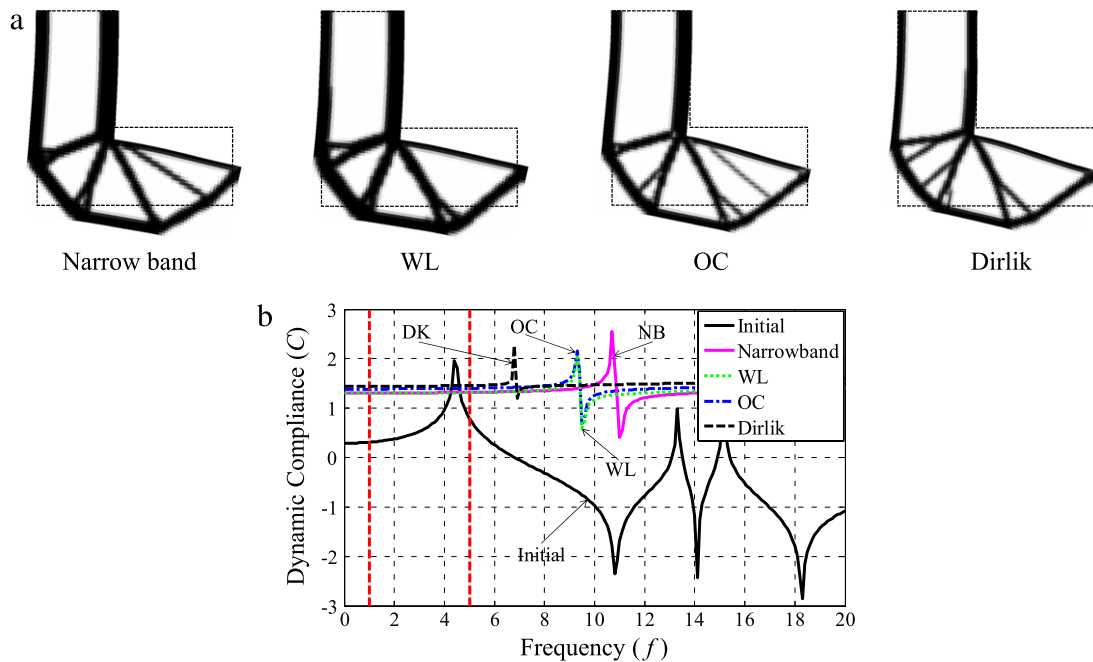 a
Narrow band
WL
OC
Dirlik
b
Dynamic Compliance (C)
3
2
1
0
-1
-2
-3
DK
OC
NB
WL
Initial
Initial
Narrowband
WL
OC
Dirlik
0 2 4 6 8 10 12 14 16 18 20
Frequency (f)